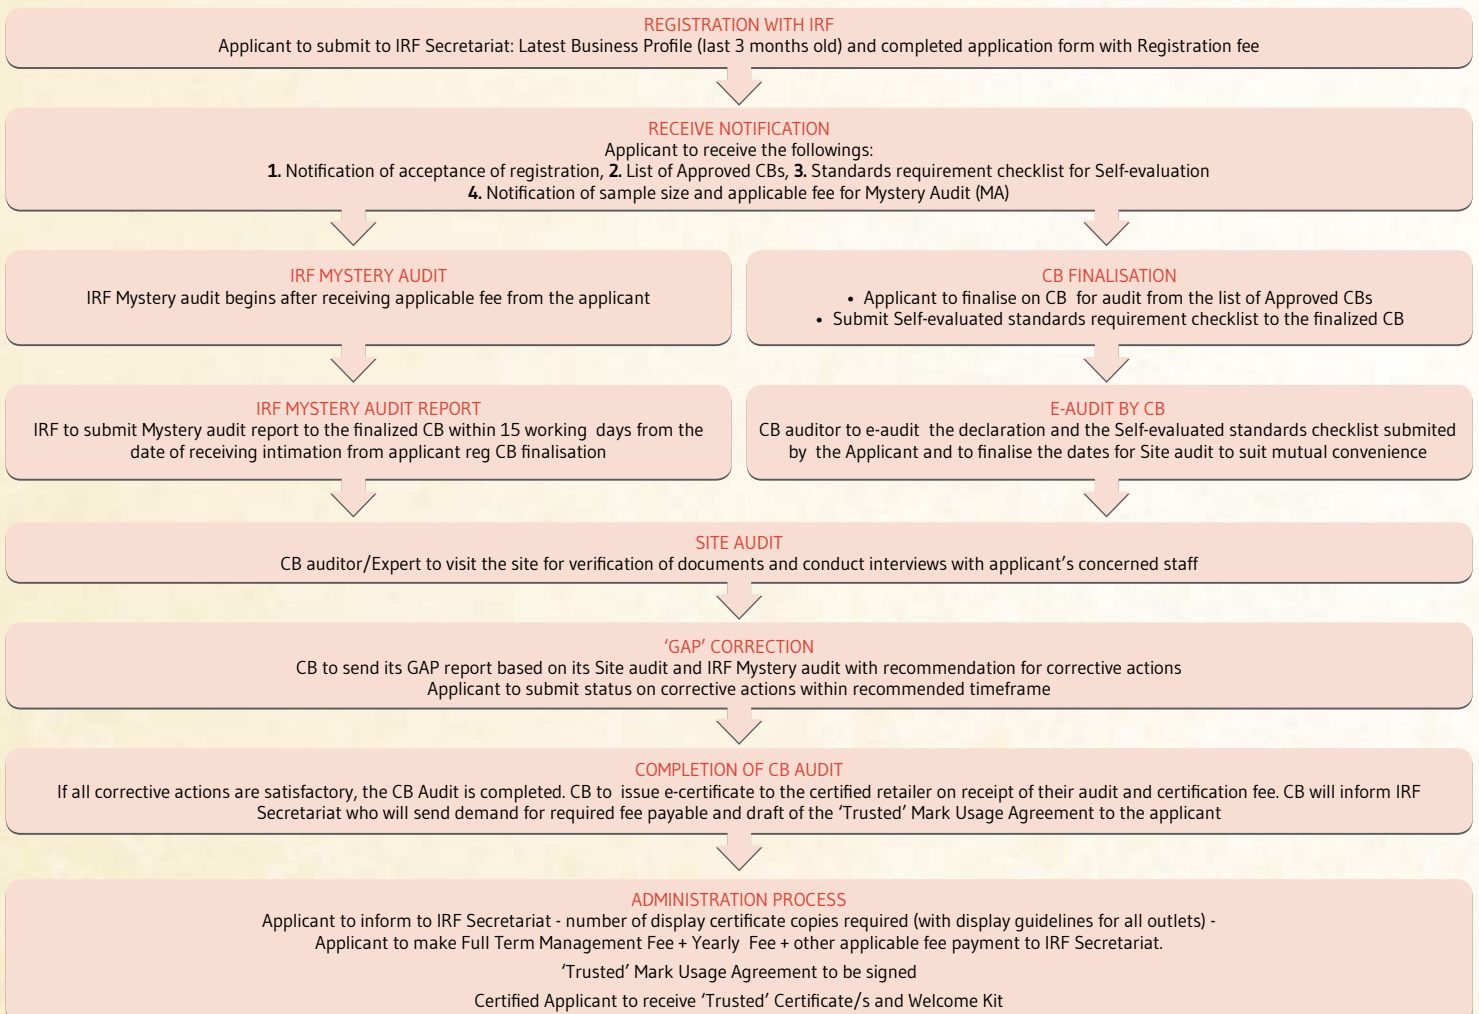 REGISTRATION WITH IRF
Applicant to submit to IRF Secretariat: Latest Business Profile (last 3 months old) and completed application form with Registration fee
RECEIVE NOTIFICATION
Applicant to receive the followings:
1. Notification of acceptance of registration, 2. List of Approved CBs, 3. Standards requirement checklist for Self-evaluation
4. Notification of sample size and applicable fee for Mystery Audit (MA)
IRF MYSTERY AUDIT
IRF Mystery audit begins after receiving applicable fee from the applicant
CB FINALISATION
• Applicant to finalise on CB for audit from the list of Approved CBs
• Submit Self-evaluated standards requirement checklist to the finalized CB
IRF MYSTERY AUDIT REPORT
IRF to submit Mystery audit report to the finalized CB within 15 working days from the
date of receiving intimation from applicant reg CB finalisation
E-AUDIT BY CB
CB auditor to e-audit the declaration and the Self-evaluated standards checklist submited
by the Applicant and to finalise the dates for Site audit to suit mutual convenience
SITE AUDIT
CB auditor/Expert to visit the site for verification of documents and conduct interviews with applicant's concerned staff
‘GAP’ CORRECTION
CB to send its GAP report based on its Site audit and IRF Mystery audit with recommendation for corrective actions
Applicant to submit status on corrective actions within recommended timeframe
COMPLETION OF CB AUDIT
If all corrective actions are satisfactory, the CB Audit is completed. CB to issue e-certificate to the certified retailer on receipt of their audit and certification fee. CB will inform IRF
Secretariat who will send demand for required fee payable and draft of the ‘Trusted’ Mark Usage Agreement to the applicant
ADMINISTRATION PROCESS
Applicant to inform to IRF Secretariat - number of display certificate copies required (with display guidelines for all outlets) -
Applicant to make Full Term Management Fee + Yearly Fee + other applicable fee payment to IRF Secretariat.
‘Trusted’ Mark Usage Agreement to be signed
Certified Applicant to receive ‘Trusted’ Certificate/s and Welcome Kit